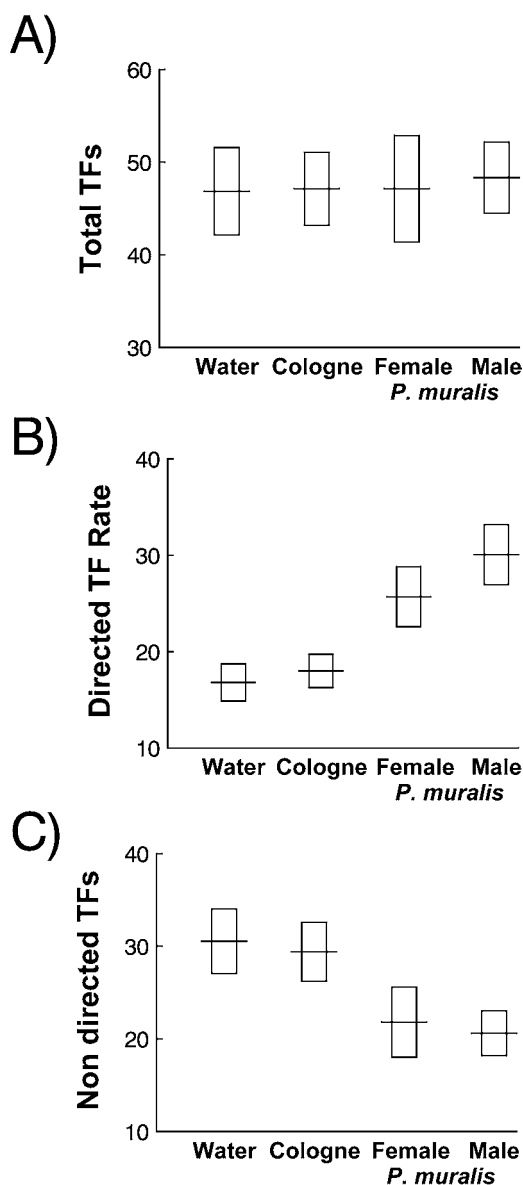 A)
Total TFs
60
50
40
30
Water Cologne Female Male
P. muralis
B)
Directed TF Rate
40
30
20
10
Water Cologne Female Male
P. muralis
C)
Non directed TFs
40
30
20
10
Water Cologne Female Male
P. muralis